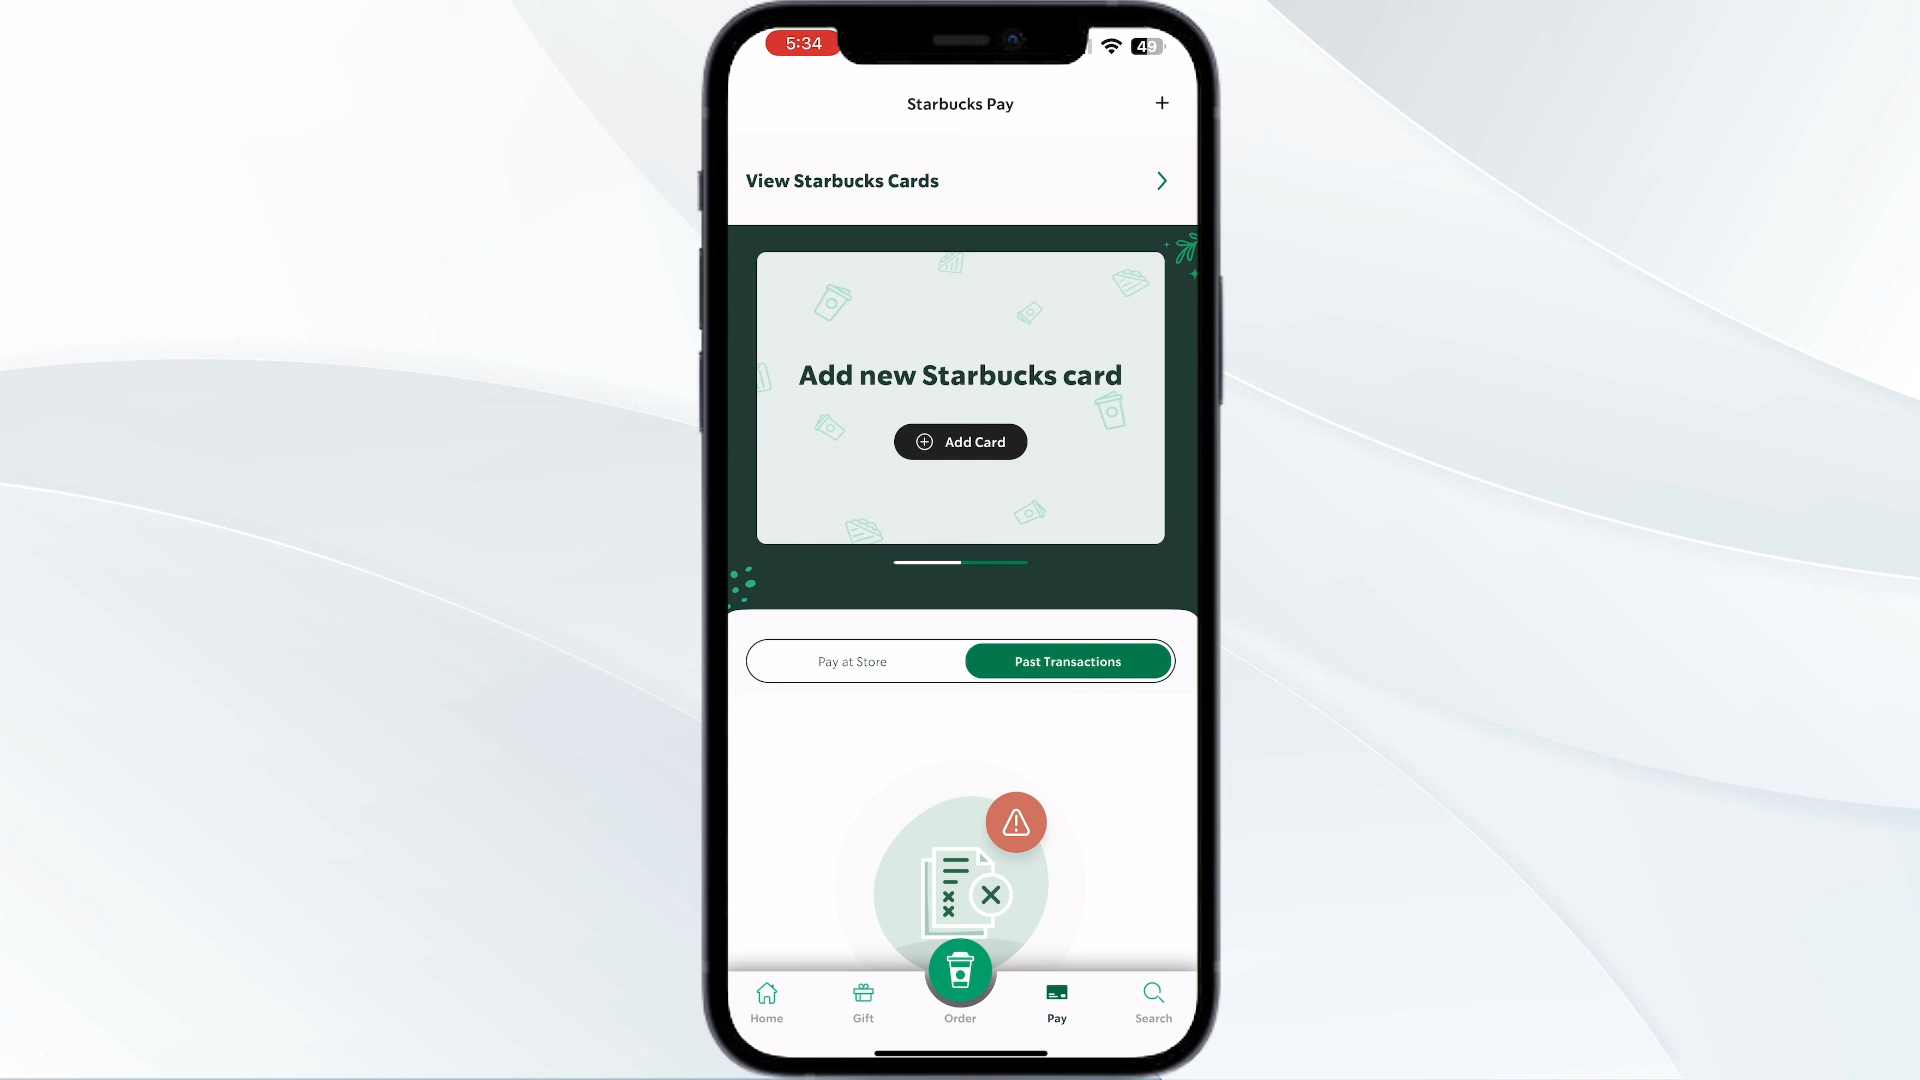 5:34
49
Starbucks Pay
View Starbucks Cards
Add new Starbucks card
Add Card
Pay at Store
Past Transactions
Home
Gift
Order
Pay
Search